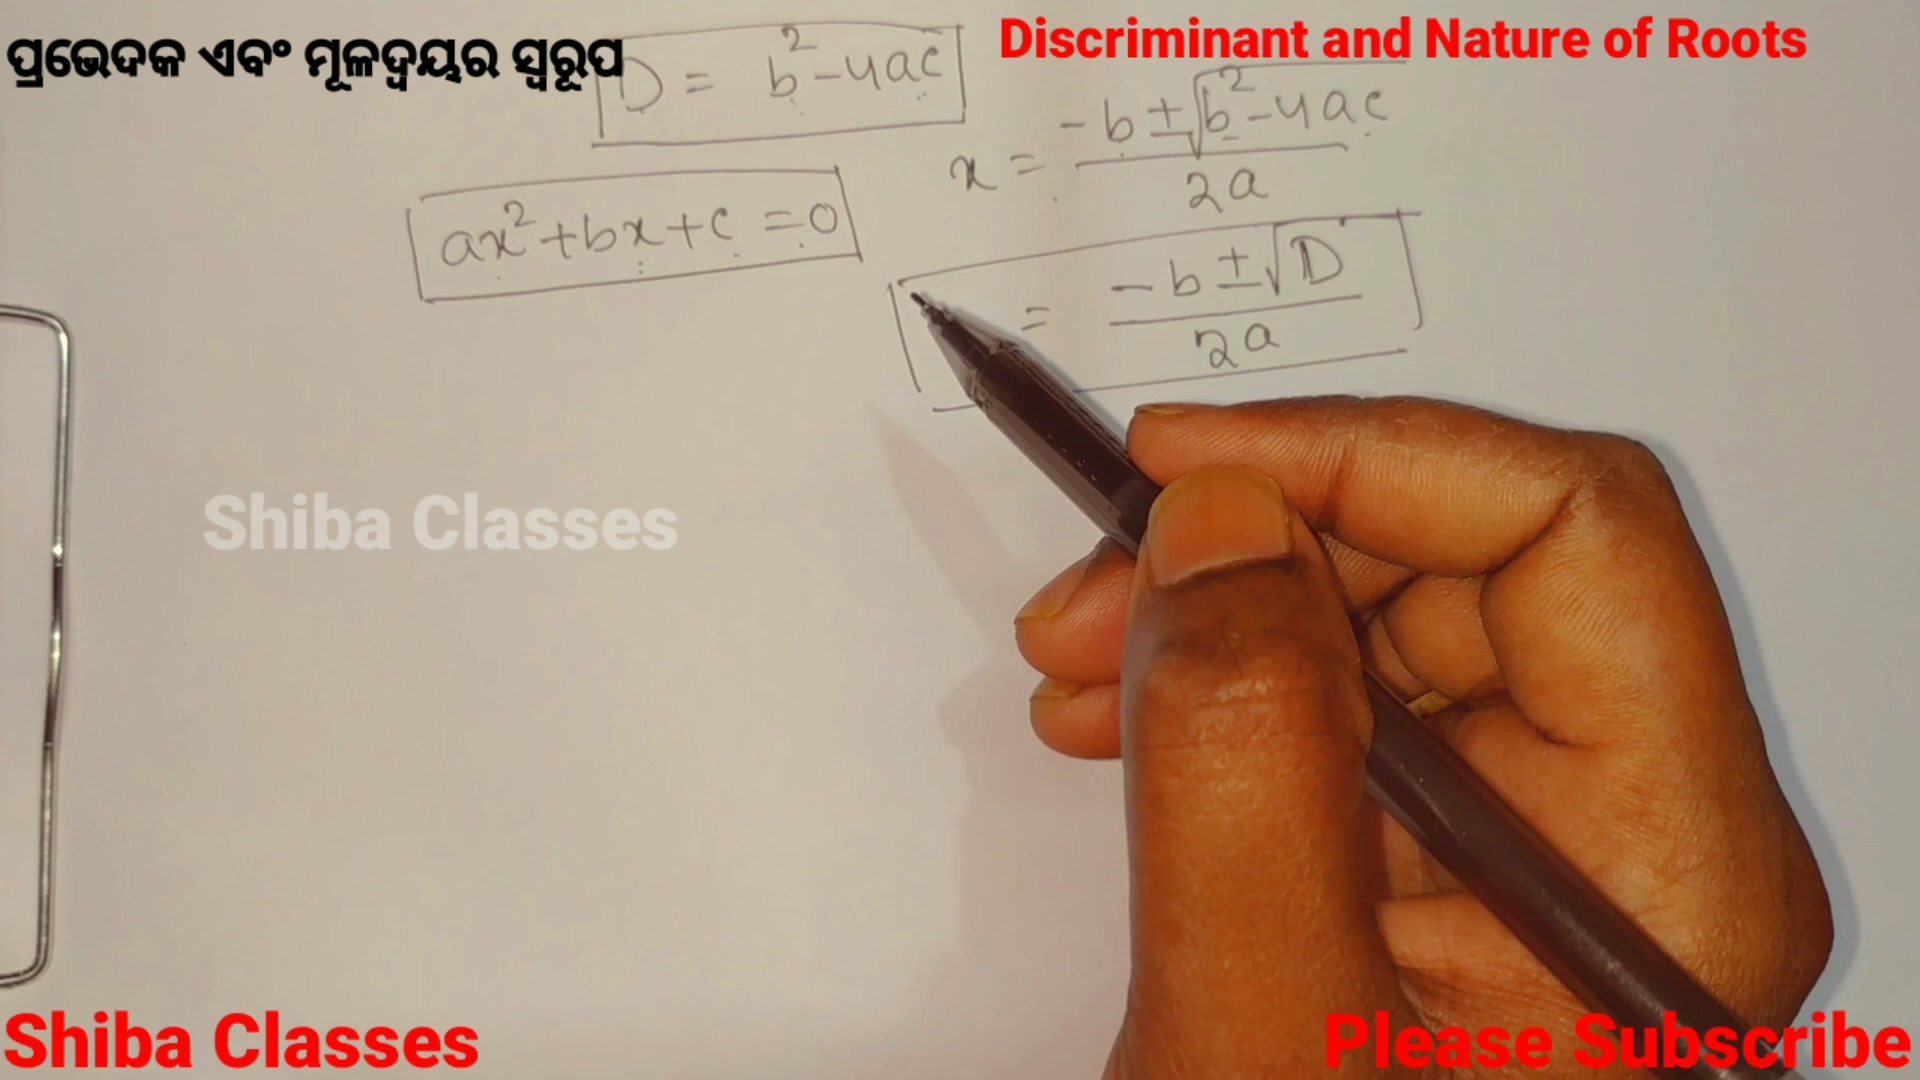 ପ୍ରଭେଦକ ଏବଂ ମୂଳଦ୍ୱୟର ସ୍ୱରୂପ
Discriminant and Nature of Roots
D = b² - 4ac
x = (-b ± √(b² - 4ac)) / 2a
ax² + bx + c = 0
= (-b ± √D) / 2a
Shiba Classes
Shiba Classes
Please Subscribe